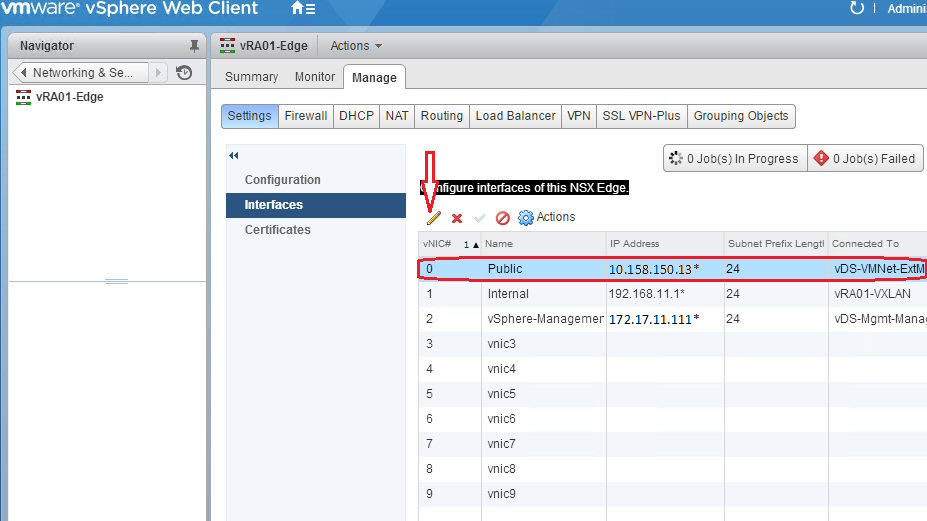 vmware® vSphere Web Client
Adminis
Navigator
Networking & Se...
vRA01-Edge
vRA01-Edge Actions
Summary Monitor Manage
Settings Firewall DHCP NAT Routing Load Balancer VPN SSL VPN-Plus Grouping Objects
Configuration
Interfaces
Certificates
0 Job(s) In Progress 0 Job(s) Failed
Configure interfaces of this NSX Edge.
Actions
vNIC# 1 ▲ Name IP Address Subnet Prefix Lengtl Connected To
0 Public 10.158.150.13* 24 vDS-VMNet-ExtM
1 Internal 192.168.11.1* 24 vRA01-VXLAN
2 vSphere-Managemen 172.17.11.111* 24 vDS-Mgmt-Mana
3 vnic3
4 vnic4
5 vnic5
6 vnic6
7 vnic7
8 vnic8
9 vnic9